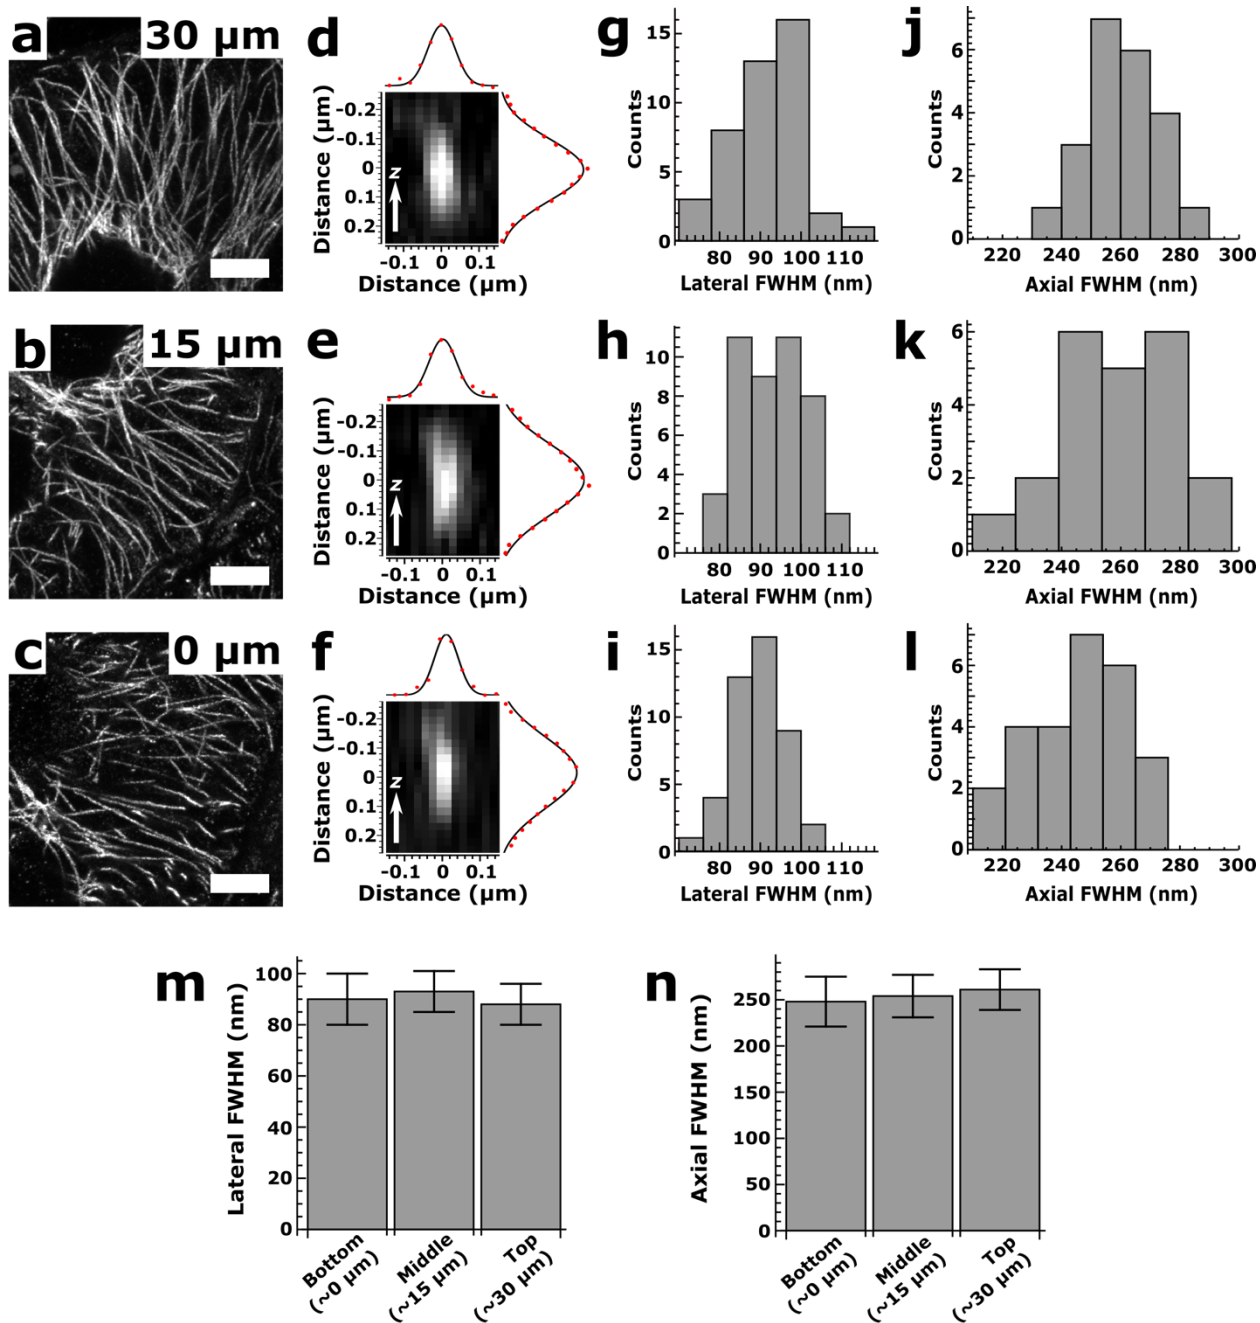 a
30 µm
d
-0.2
-0.1
0
0.1
0.2
Distance (µm)
z
-0.1 0 0.1
Distance (µm)
g
15
10
5
0
Counts
80 90 100 110
Lateral FWHM (nm)
j
6
4
2
0
Counts
220 240 260 280 300
Axial FWHM (nm)
b
15 µm
e
-0.2
-0.1
0
0.1
0.2
Distance (µm)
z
-0.1 0 0.1
Distance (µm)
h
10
8
6
4
2
0
Counts
80 90 100 110
Lateral FWHM (nm)
k
6
4
2
0
Counts
220 240 260 280 300
Axial FWHM (nm)
c
0 µm
f
-0.2
-0.1
0
0.1
0.2
Distance (µm)
z
-0.1 0 0.1
Distance (µm)
i
15
10
5
0
Counts
80 90 100 110
Lateral FWHM (nm)
l
6
4
2
0
Counts
220 240 260 280 300
Axial FWHM (nm)
m
100
80
60
40
20
0
Lateral FWHM (nm)
Bottom
(~0 µm)
Middle
(~15 µm)
Top
(~30 µm)
n
250
200
150
100
50
0
Axial FWHM (nm)
Bottom
(~0 µm)
Middle
(~15 µm)
Top
(~30 µm)